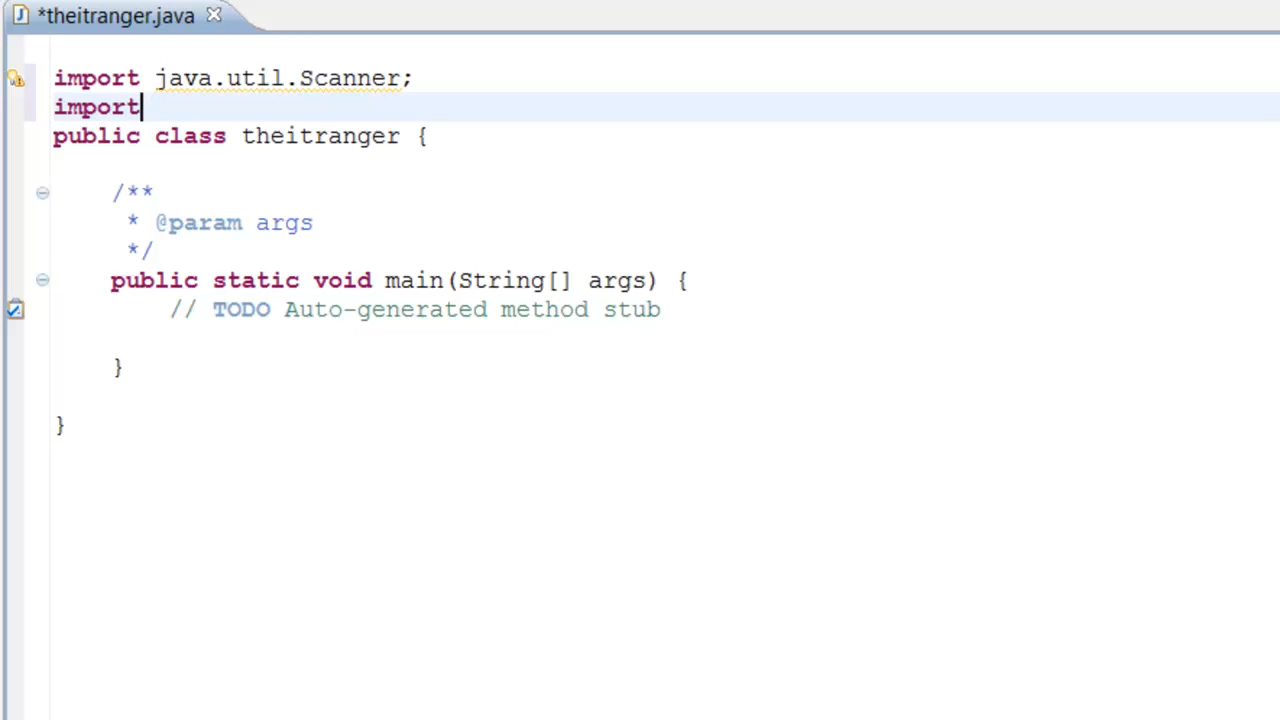 *theitranger.java
import java.util.Scanner;
import
public class theitranger {
/**
* @param args
*/
public static void main(String[] args) {
// TODO Auto-generated method stub
}
}